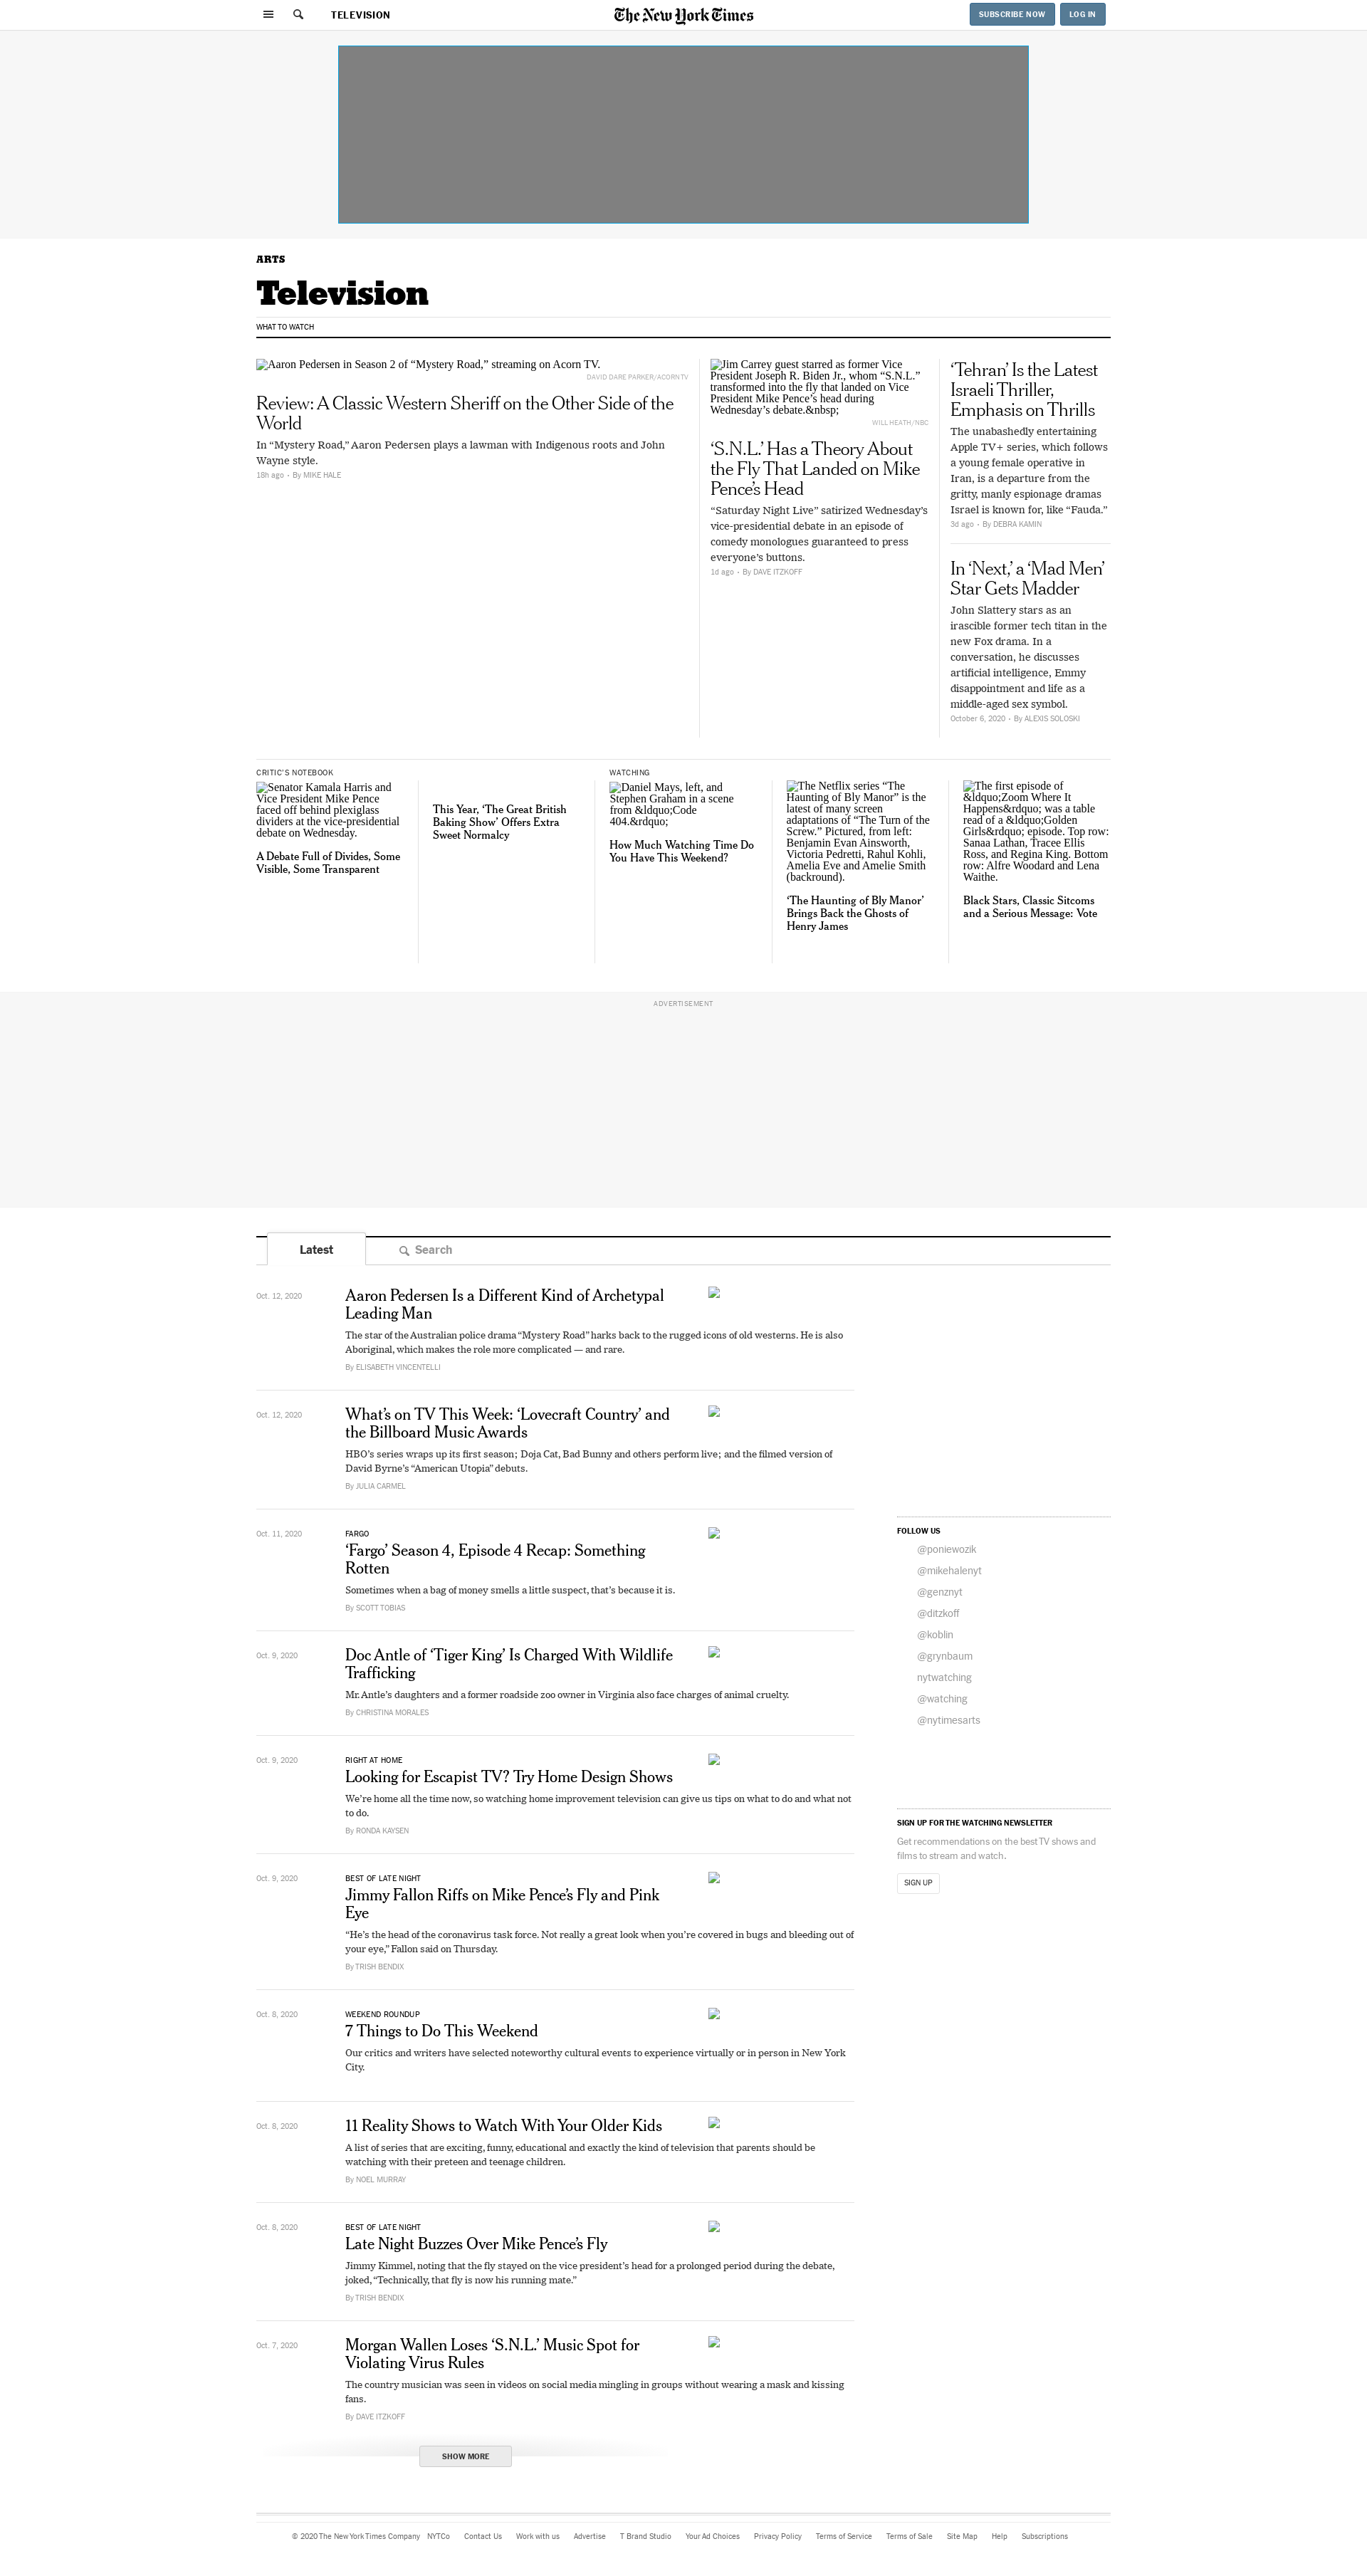 TELEVISION
The New York Times
SUBSCRIBE NOW
LOG IN
ARTS
Television
WHAT TO WATCH
Aaron Pedersen in Season 2 of “Mystery Road,” streaming on Acorn TV.
DAVID DARE PARKER/ACORN TV
Review: A Classic Western Sheriff on the Other Side of the
World
In “Mystery Road,” Aaron Pedersen plays a lawman with Indigenous roots and John
Wayne style.
18h ago • By MIKE HALE
Jim Carrey guest starred as former Vice
President Joseph R. Biden Jr., whom “S.N.L.”
transformed into the fly that landed on Vice
President Mike Pence’s head during
Wednesday’s debate.&nbsp;
WILL HEATH/NBC
‘S.N.L.’ Has a Theory About
the Fly That Landed on Mike
Pence’s Head
“Saturday Night Live” satirized Wednesday’s
vice-presidential debate in an episode of
comedy monologues guaranteed to press
everyone’s buttons.
1d ago • By DAVE ITZKOFF
‘Tehran’ Is the Latest
Israeli Thriller,
Emphasis on Thrills
The unabashedly entertaining
Apple TV+ series, which follows
a young female operative in
Iran, is a departure from the
gritty, manly espionage dramas
Israel is known for, like “Fauda.”
3d ago • By DEBRA KAMIN
In ‘Next,’ a ‘Mad Men’
Star Gets Madder
John Slattery stars as an
irascible former tech titan in the
new Fox drama. In a
conversation, he discusses
artificial intelligence, Emmy
disappointment and life as a
middle-aged sex symbol.
October 6, 2020 • By ALEXIS SOLOSKI
CRITIC’S NOTEBOOK
Senator Kamala Harris and
Vice President Mike Pence
faced off behind plexiglass
dividers at the vice-presidential
debate on Wednesday.
A Debate Full of Divides, Some
Visible, Some Transparent
This Year, ‘The Great British
Baking Show’ Offers Extra
Sweet Normalcy
WATCHING
Daniel Mays, left, and
Stephen Graham in a scene
from &ldquo;Code
404.&rdquo;
How Much Watching Time Do
You Have This Weekend?
The Netflix series “The
Haunting of Bly Manor” is the
latest of many screen
adaptations of “The Turn of the
Screw.” Pictured, from left:
Benjamin Evan Ainsworth,
Victoria Pedretti, Rahul Kohli,
Amelia Eve and Amelie Smith
(backround).
‘The Haunting of Bly Manor’
Brings Back the Ghosts of
Henry James
The first episode of
&ldquo;Zoom Where It
Happens&rdquo; was a table
read of a &ldquo;Golden
Girls&rdquo; episode. Top row:
Sanaa Lathan, Tracee Ellis
Ross, and Regina King. Bottom
row: Alfre Woodard and Lena
Waithe.
Black Stars, Classic Sitcoms
and a Serious Message: Vote
ADVERTISEMENT
Latest
Search
Oct. 12, 2020
Aaron Pedersen Is a Different Kind of Archetypal
Leading Man
The star of the Australian police drama “Mystery Road” harks back to the rugged icons of old westerns. He is also
Aboriginal, which makes the role more complicated — and rare.
By ELISABETH VINCENTELLI
Oct. 12, 2020
What’s on TV This Week: ‘Lovecraft Country’ and
the Billboard Music Awards
HBO’s series wraps up its first season; Doja Cat, Bad Bunny and others perform live; and the filmed version of
David Byrne’s “American Utopia” debuts.
By JULIA CARMEL
Oct. 11, 2020
FARGO
‘Fargo’ Season 4, Episode 4 Recap: Something
Rotten
Sometimes when a bag of money smells a little suspect, that’s because it is.
By SCOTT TOBIAS
Oct. 9, 2020
Doc Antle of ‘Tiger King’ Is Charged With Wildlife
Trafficking
Mr. Antle’s daughters and a former roadside zoo owner in Virginia also face charges of animal cruelty.
By CHRISTINA MORALES
Oct. 9, 2020
RIGHT AT HOME
Looking for Escapist TV? Try Home Design Shows
We’re home all the time now, so watching home improvement television can give us tips on what to do and what not
to do.
By RONDA KAYSEN
Oct. 9, 2020
BEST OF LATE NIGHT
Jimmy Fallon Riffs on Mike Pence’s Fly and Pink
Eye
“He’s the head of the coronavirus task force. Not really a great look when you’re covered in bugs and bleeding out of
your eye,” Fallon said on Thursday.
By TRISH BENDIX
Oct. 8, 2020
WEEKEND ROUNDUP
7 Things to Do This Weekend
Our critics and writers have selected noteworthy cultural events to experience virtually or in person in New York
City.
Oct. 8, 2020
11 Reality Shows to Watch With Your Older Kids
A list of series that are exciting, funny, educational and exactly the kind of television that parents should be
watching with their preteen and teenage children.
By NOEL MURRAY
Oct. 8, 2020
BEST OF LATE NIGHT
Late Night Buzzes Over Mike Pence’s Fly
Jimmy Kimmel, noting that the fly stayed on the vice president’s head for a prolonged period during the debate,
joked, “Technically, that fly is now his running mate.”
By TRISH BENDIX
Oct. 7, 2020
Morgan Wallen Loses ‘S.N.L.’ Music Spot for
Violating Virus Rules
The country musician was seen in videos on social media mingling in groups without wearing a mask and kissing
fans.
By DAVE ITZKOFF
SHOW MORE
FOLLOW US
@poniewozik
@mikehalenyt
@genznyt
@ditzkoff
@koblin
@grynbaum
nytwatching
@watching
@nytimesarts
SIGN UP FOR THE WATCHING NEWSLETTER
Get recommendations on the best TV shows and
films to stream and watch.
SIGN UP
© 2020 The New York Times Company NYTCo Contact Us Work with us Advertise T Brand Studio Your Ad Choices Privacy Policy Terms of Service Terms of Sale Site Map Help Subscriptions